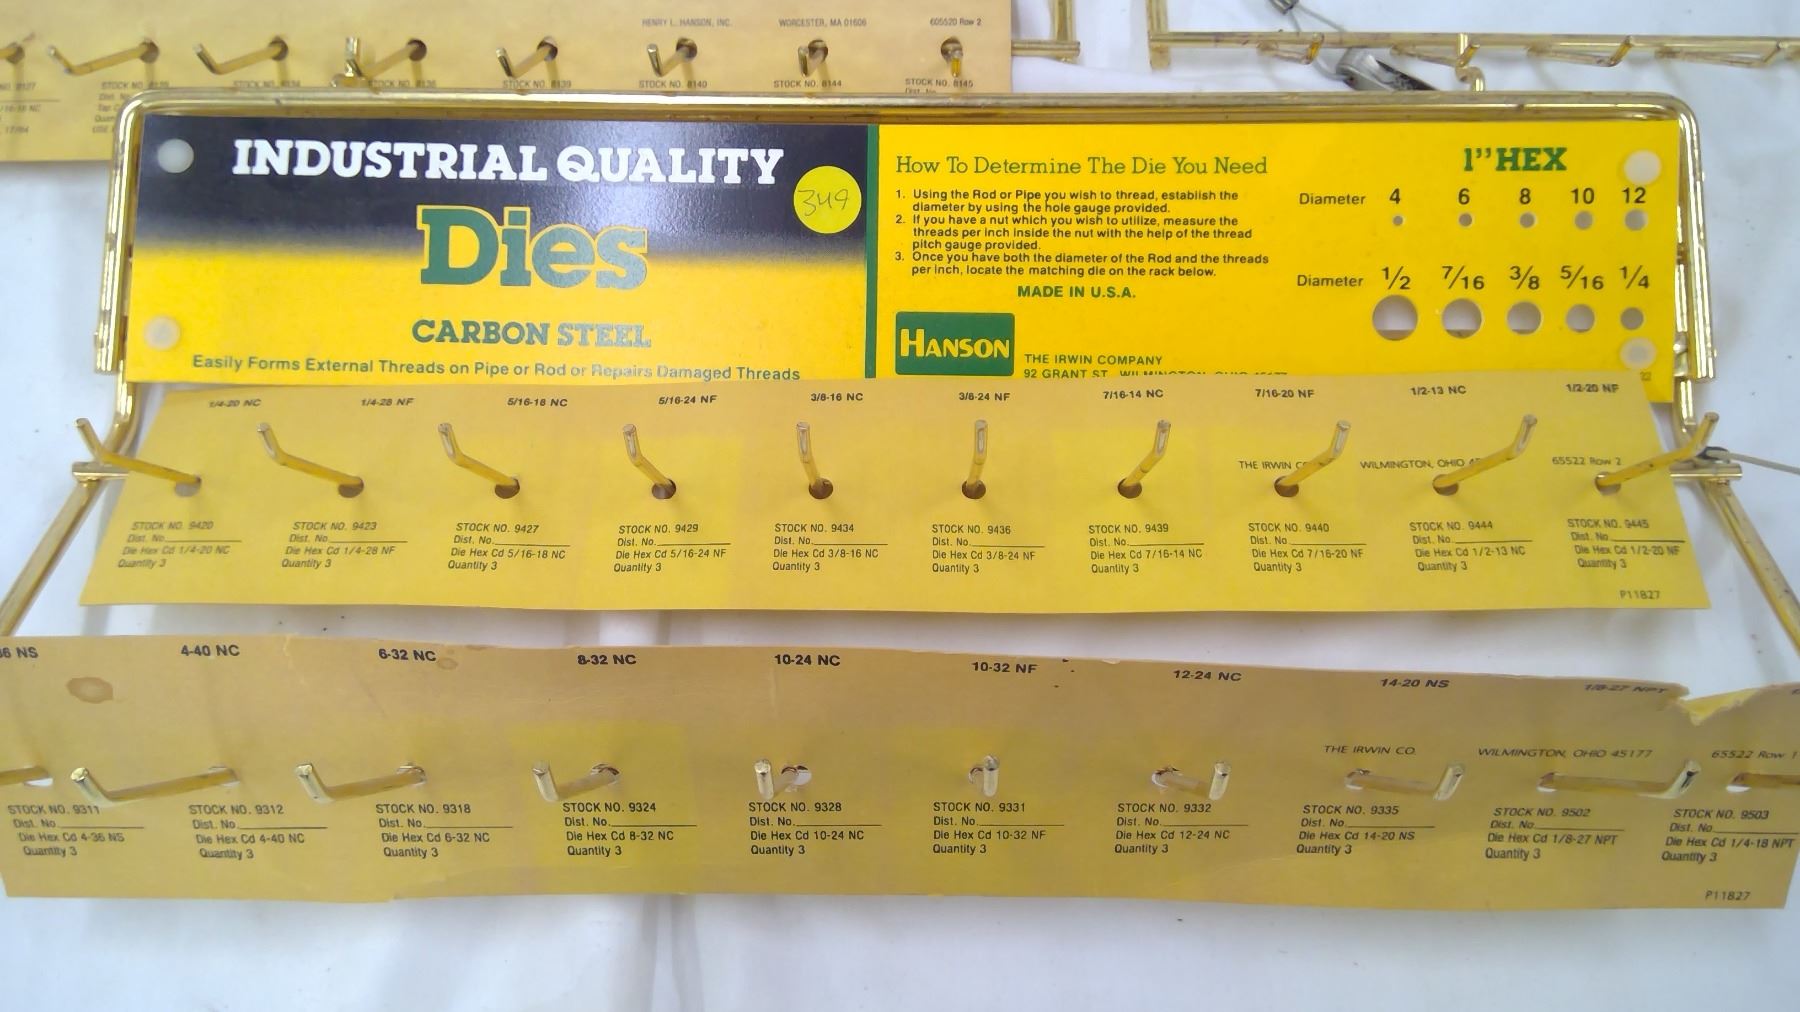 HENRY L. HANSON, INC. WORCESTER, MA 01606 605520 Row 2
STOCK NO. 8139 STOCK NO. 8140 STOCK NO. 8144 STOCK NO. 8145
INDUSTRIAL QUALITY
Dies
CARBON STEEL
Easily Forms External Threads on Pipe or Rod or Repairs Damaged Threads
349
How To Determine The Die You Need
1. Using the Rod or Pipe you wish to thread, establish the
diameter by using the hole gauge provided.
2. If you have a nut which you wish to utilize, measure the
threads per inch inside the nut with the help of the thread
pitch gauge provided.
3. Once you have both the diameter of the Rod and the threads
per inch, locate the matching die on the rack below.
MADE IN U.S.A.
HANSON
THE IRWIN COMPANY
92 GRANT ST. WILMINGTON, OHIO 45177
1" HEX
Diameter 4 6 8 10 12
Diameter 1/2 7/16 3/8 5/16 1/4
1/4-20 NC 1/4-28 NF 5/16-18 NC 5/16-24 NF 3/8-16 NC 3/8-24 NF 7/16-14 NC 7/16-20 NF 1/2-13 NC 1/2-20 NF
THE IRWIN WILMINGTON, OHIO 65522 Row 2
STOCK NO. 9420 STOCK NO. 9423 STOCK NO. 9427 STOCK NO. 9429 STOCK NO. 9434 STOCK NO. 9436 STOCK NO. 9439 STOCK NO. 9440 STOCK NO. 9444 STOCK NO. 9445
Dist. No. Dist. No. Dist. No. Dist. No. Dist. No. Dist. No. Dist. No. Dist. No. Dist. No. Dist. No.
Die Hex Cd 1/4-20 NC Die Hex Cd 1/4-28 NF Die Hex Cd 5/16-18 NC Die Hex Cd 5/16-24 NF Die Hex Cd 3/8-16 NC Die Hex Cd 3/8-24 NF Die Hex Cd 7/16-14 NC Die Hex Cd 7/16-20 NF Die Hex Cd 1/2-13 NC Die Hex Cd 1/2-20 NF
Quantity 3 Quantity 3 Quantity 3 Quantity 3 Quantity 3 Quantity 3 Quantity 3 Quantity 3 Quantity 3 Quantity 3
P11827
36 NS 4-40 NC 6-32 NC 8-32 NC 10-24 NC 10-32 NF 12-24 NC 14-20 NS 1/8-27 NPT
THE IRWIN CO. WILMINGTON, OHIO 45177 65522 Row 1
STOCK NO. 9311 STOCK NO. 9312 STOCK NO. 9318 STOCK NO. 9324 STOCK NO. 9328 STOCK NO. 9331 STOCK NO. 9332 STOCK NO. 9335 STOCK NO. 9502 STOCK NO. 9503
Dist. No. Dist. No. Dist. No. Dist. No. Dist. No. Dist. No. Dist. No. Dist. No. Dist. No. Dist. No.
Die Hex Cd 4-36 NS Die Hex Cd 4-40 NC Die Hex Cd 6-32 NC Die Hex Cd 8-32 NC Die Hex Cd 10-24 NC Die Hex Cd 10-32 NF Die Hex Cd 12-24 NC Die Hex Cd 14-20 NS Die Hex Cd 1/8-27 NPT Die Hex Cd 1/4-18 NPT
Quantity 3 Quantity 3 Quantity 3 Quantity 3 Quantity 3 Quantity 3 Quantity 3 Quantity 3 Quantity 3 Quantity 3
P11827